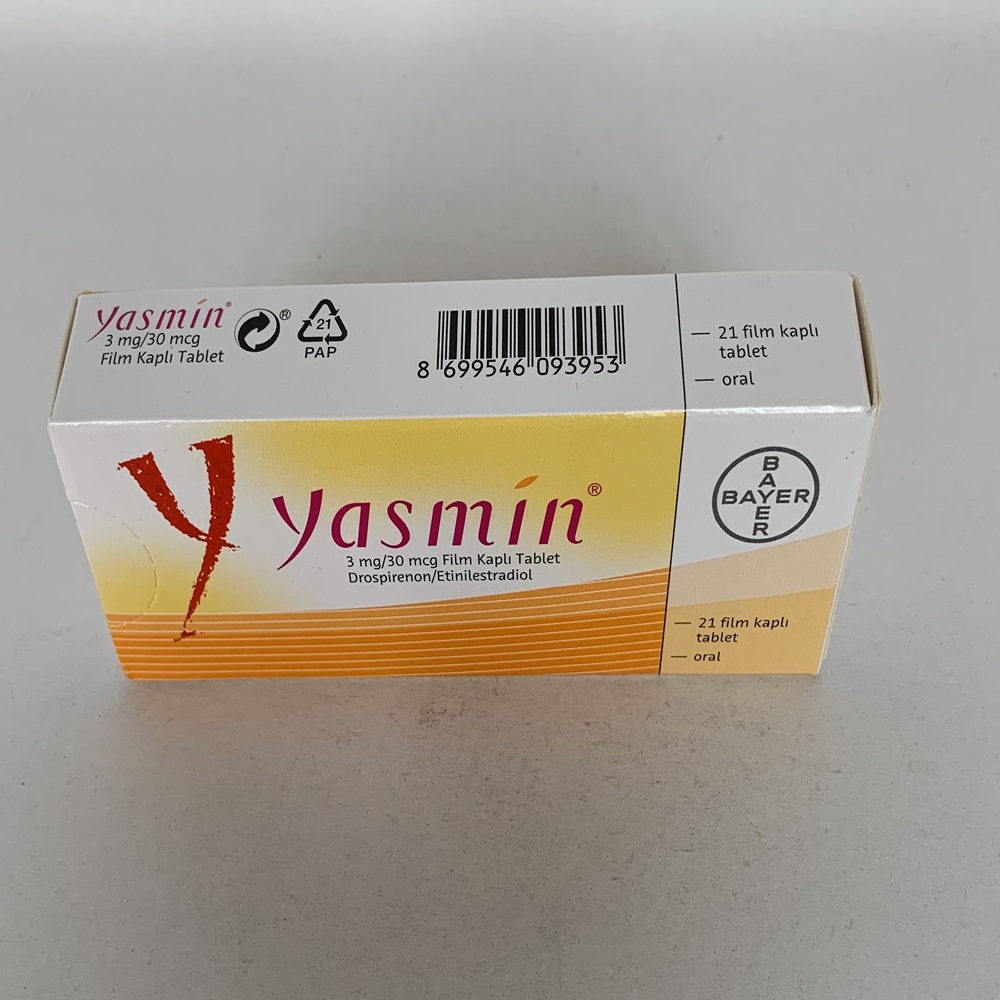 yasmin®
3 mg/30 mcg
Film Kaplı Tablet
®
21
PAP
8 699546 093953
— 21 film kaplı
tablet
— oral
y
yasmin®
3 mg/30 mcg Film Kaplı Tablet
Drospirenon/Etinilestradiol
BAYER
BAYER
— 21 film kaplı
tablet
— oral